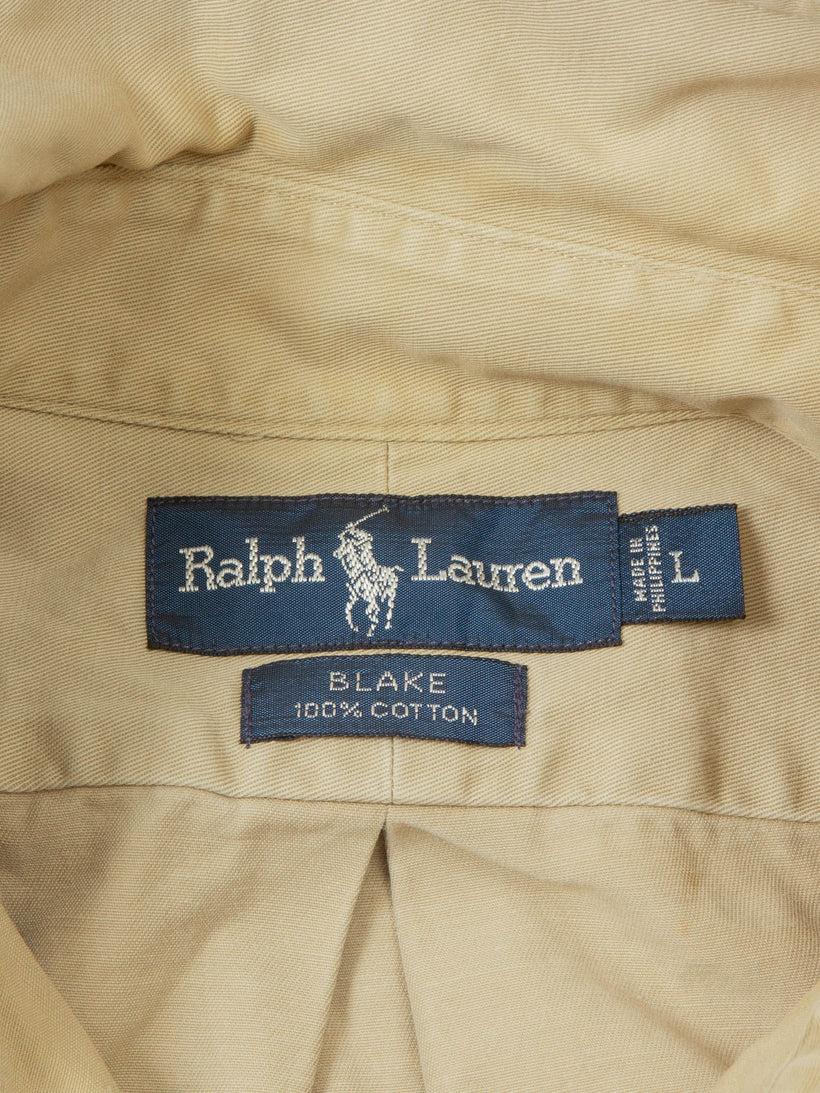 Ralph Lauren
MADE IN
PHILIPPINES
L
BLAKE
100% COTTON